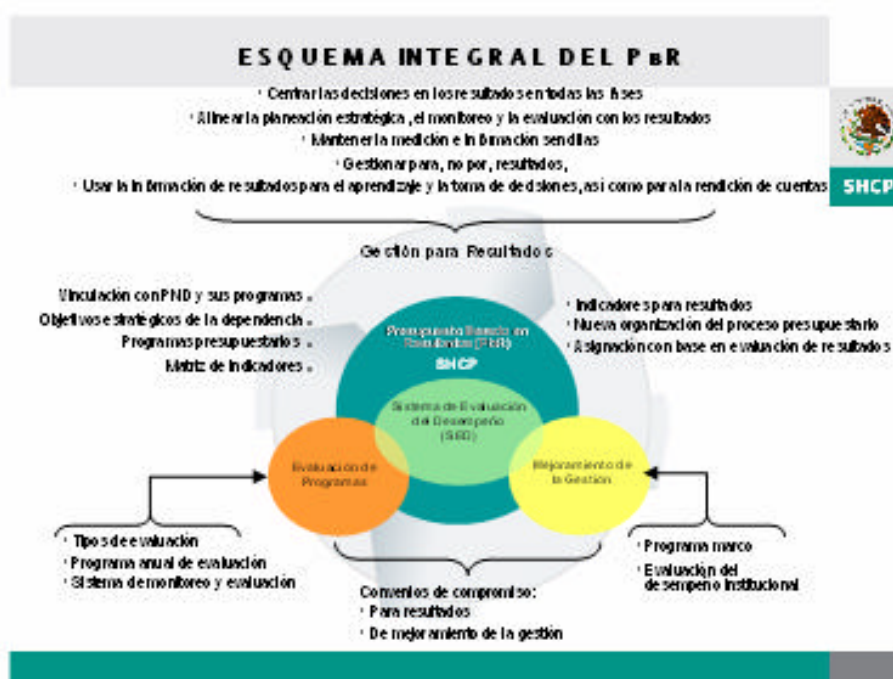 ESQUEMA INTEGRAL DEL PBR
· Centrar las decisiones en los resultados en todas las fases
· Alinear la planeación estratégica, el monitoreo y la evaluación con los resultados
· Mantener la medición e información sencillas
· Gestionar para, no por, resultados,
· Usar la información de resultados para el aprendizaje y la toma de decisiones, asi como para la rendición de cuentas
SHCP
Gestión para Resultados
Vinculación con PND y sus programas
Objetivos estratégicos de la dependencia
Programas presupuestarios
Matriz de Indicadores
Presupuesto Basado en
Resultados (PbR)
SHCP
· Indicadores para resultados
· Nueva organización del proceso presupuestario
· Asignación con base en evaluación de resultados
Sistema de Evaluación
del Desempeño
(SED)
Evaluación de
Programas
Mejoramiento de
la Gestión
· Tipos de evaluación
· Programa anual de evaluación
· Sistema de monitoreo y evaluación
Convenios de compromiso:
· Para resultados
· De mejoramiento de la gestión
· Programa marco
· Evaluación del
desempeño Institucional